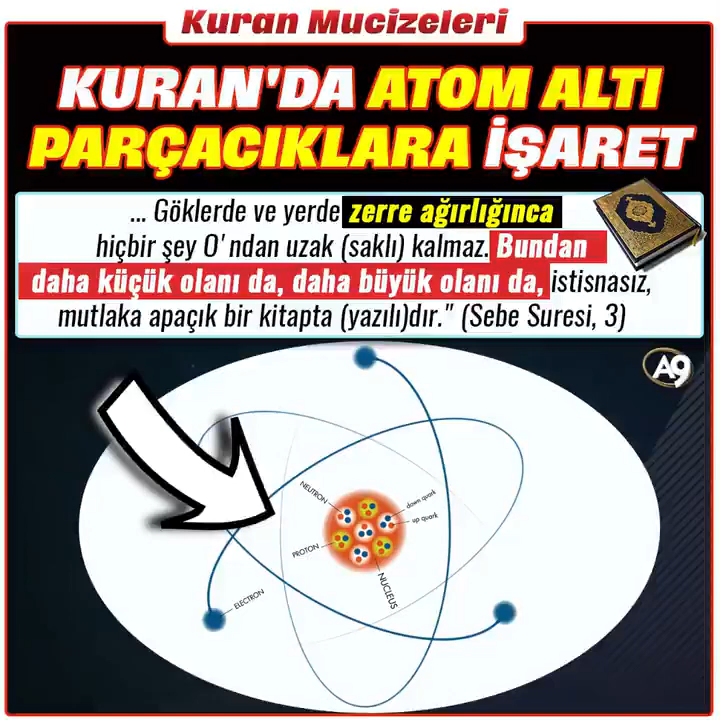 Kuran Mucizeleri
KURAN'DA ATOM ALTI
PARÇACIKLARA İŞARET
... Göklerde ve yerde zerre ağırlığınca
hiçbir şey O'ndan uzak (saklı) kalmaz. Bundan
daha küçük olanı da, daha büyük olanı da, istisnasız,
mutlaka apaçık bir kitapta (yazılı)dır." (Sebe Suresi, 3)
A9
NEUTRON
down quark
up quark
PROTON
NUCLEUS
ELECTRON